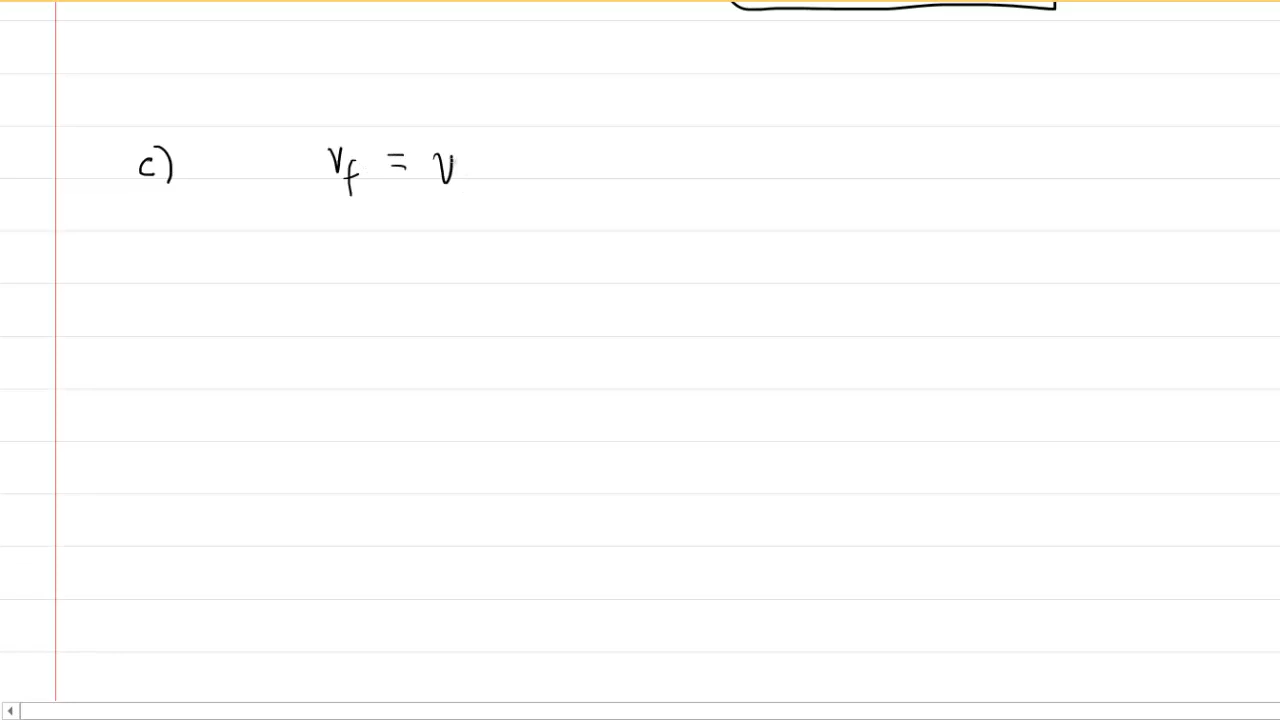 c) v_f = v